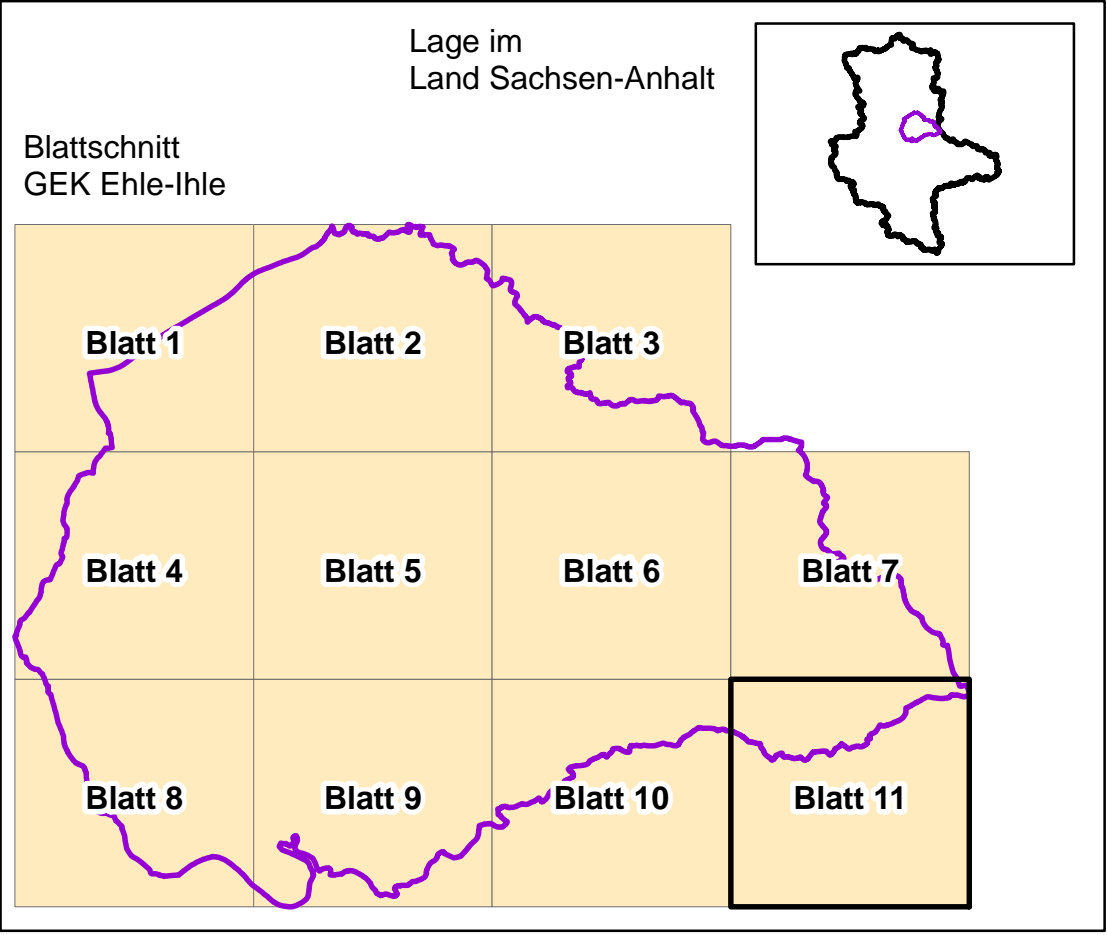 Lage im
Land Sachsen-Anhalt
Blattschnitt
GEK Ehle-Ihle
Blatt 1
Blatt 2
Blatt 3
Blatt 4
Blatt 5
Blatt 6
Blatt 7
Blatt 8
Blatt 9
Blatt 10
Blatt 11